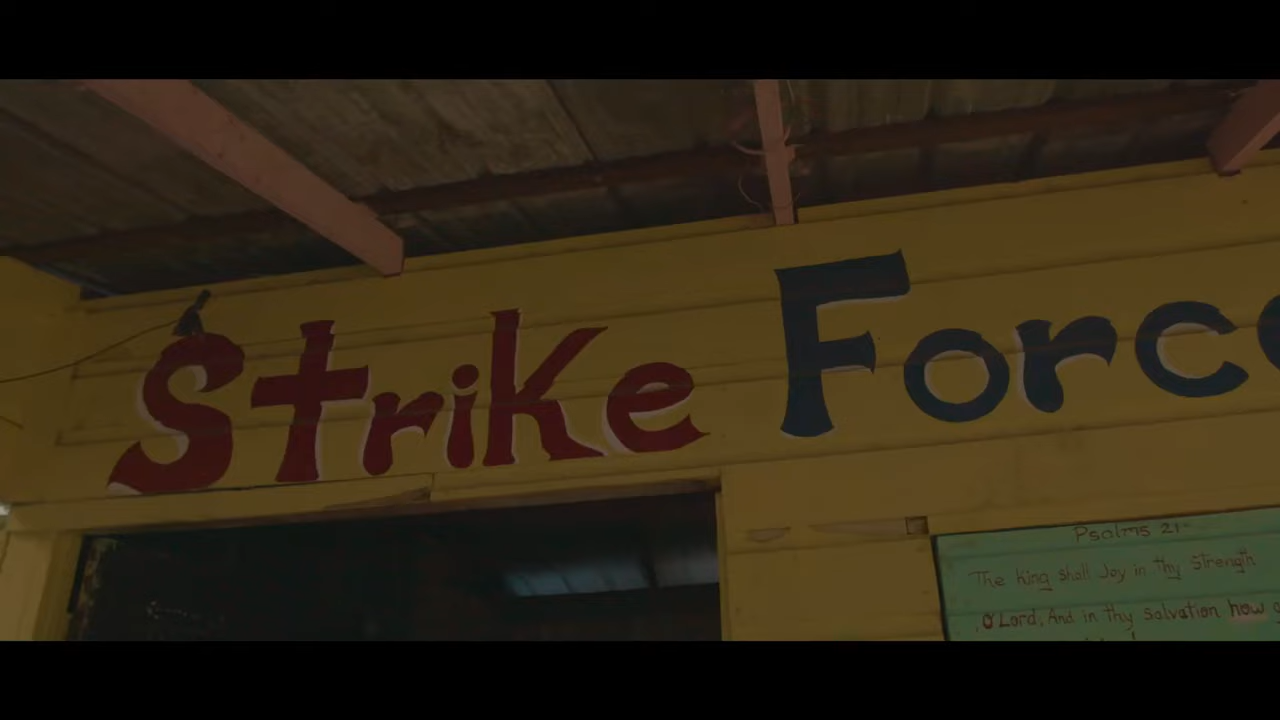 Strike Force
Psalms 21-
The king shall Joy in thy strength
O Lord, And in thy salvation how